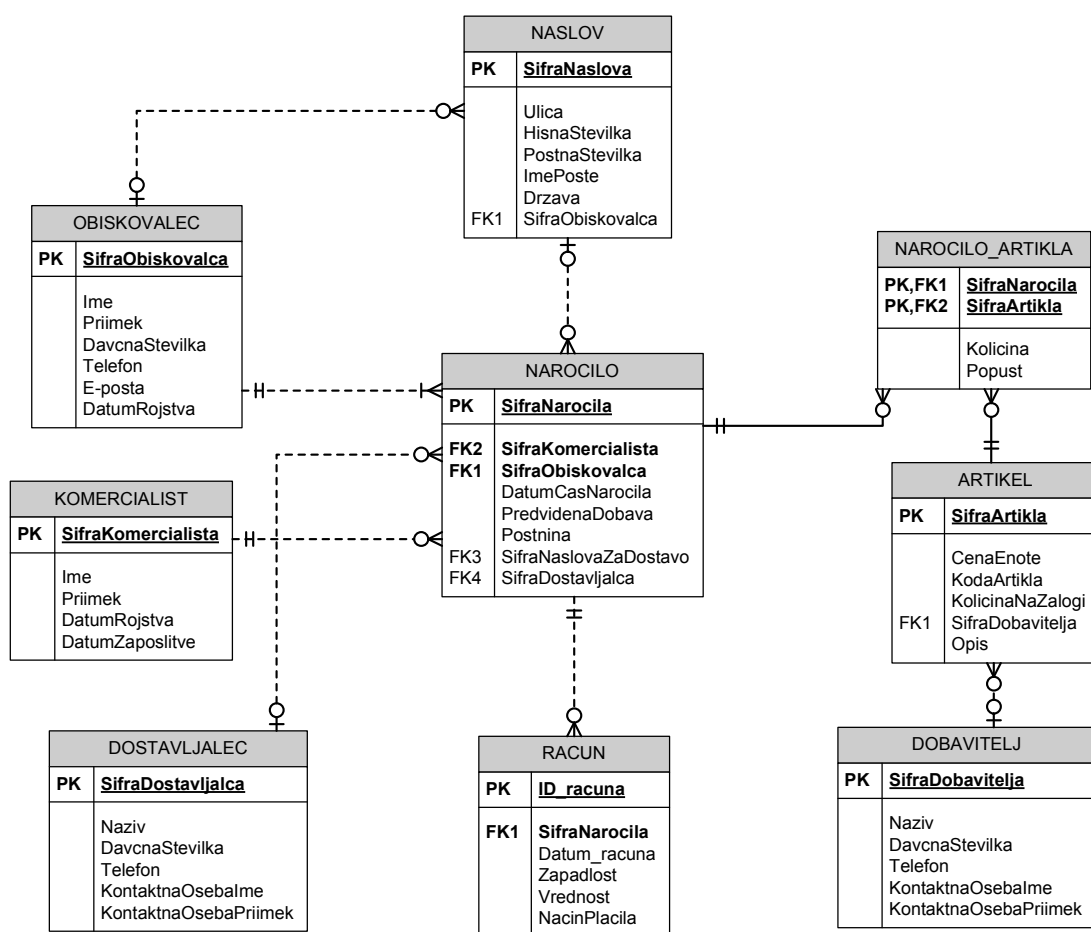 NASLOV
PK SifraNaslova
Ulica
HisnaStevilka
PostnaStevilka
ImePoste
Drzava
FK1 SifraObiskovalca
OBISKOVALEC
PK SifraObiskovalca
Ime
Priimek
DavcnaStevilka
Telefon
E-posta
DatumRojstva
NAROCILO_ARTIKLA
PK,FK1 SifraNarocila
PK,FK2 SifraArtikla
Kolicina
Popust
NAROCILO
PK SifraNarocila
FK2 SifraKomercialista
FK1 SifraObiskovalca
DatumCasNarocila
PredvidenaDobava
Postnina
FK3 SifraNaslovaZaDostavo
FK4 SifraDostavljalca
KOMERCIALIST
PK SifraKomercialista
Ime
Priimek
DatumRojstva
DatumZaposlitve
ARTIKEL
PK SifraArtikla
CenaEnote
KodaArtikla
KolicinaNaZalogi
FK1 SifraDobavitelja
Opis
DOSTAVLJALEC
PK SifraDostavljalca
Naziv
DavcnaStevilka
Telefon
KontaktnaOsebaIme
KontaktnaOsebaPriimek
RACUN
PK ID_racuna
FK1 SifraNarocila
Datum_racuna
Zapadlost
Vrednost
NacinPlacila
DOBAVITELJ
PK SifraDobavitelja
Naziv
DavcnaStevilka
Telefon
KontaktnaOsebaIme
KontaktnaOsebaPriimek